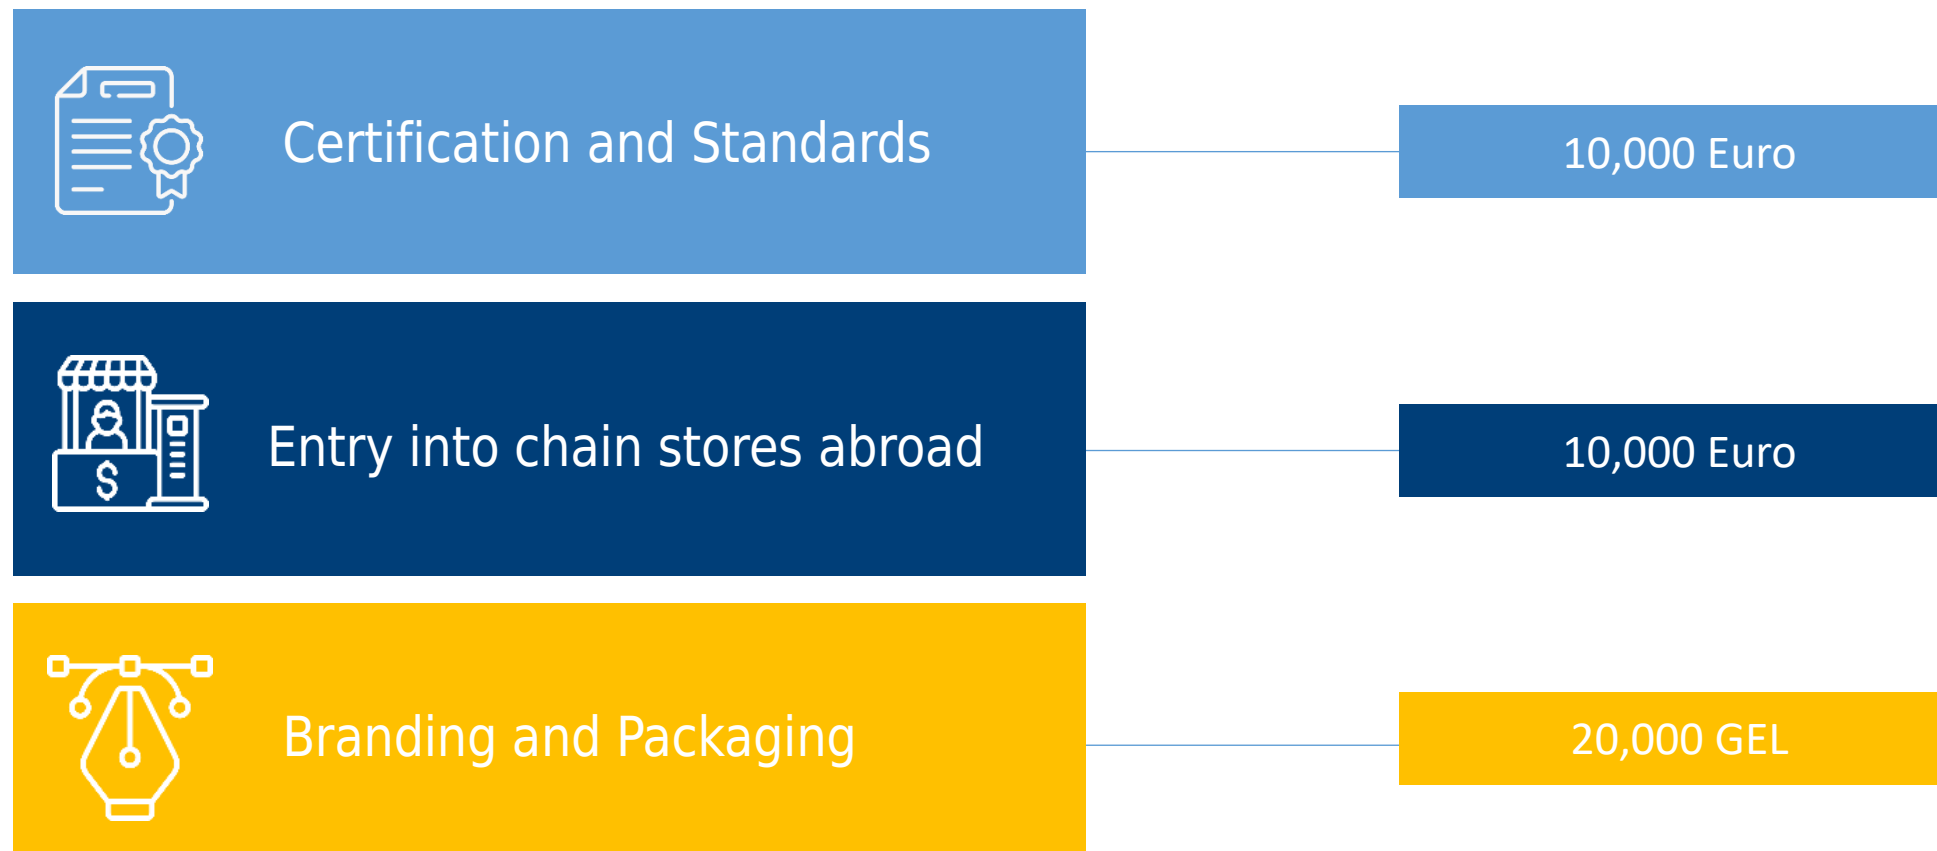 Certification and Standards
10,000 Euro
Entry into chain stores abroad
10,000 Euro
Branding and Packaging
20,000 GEL